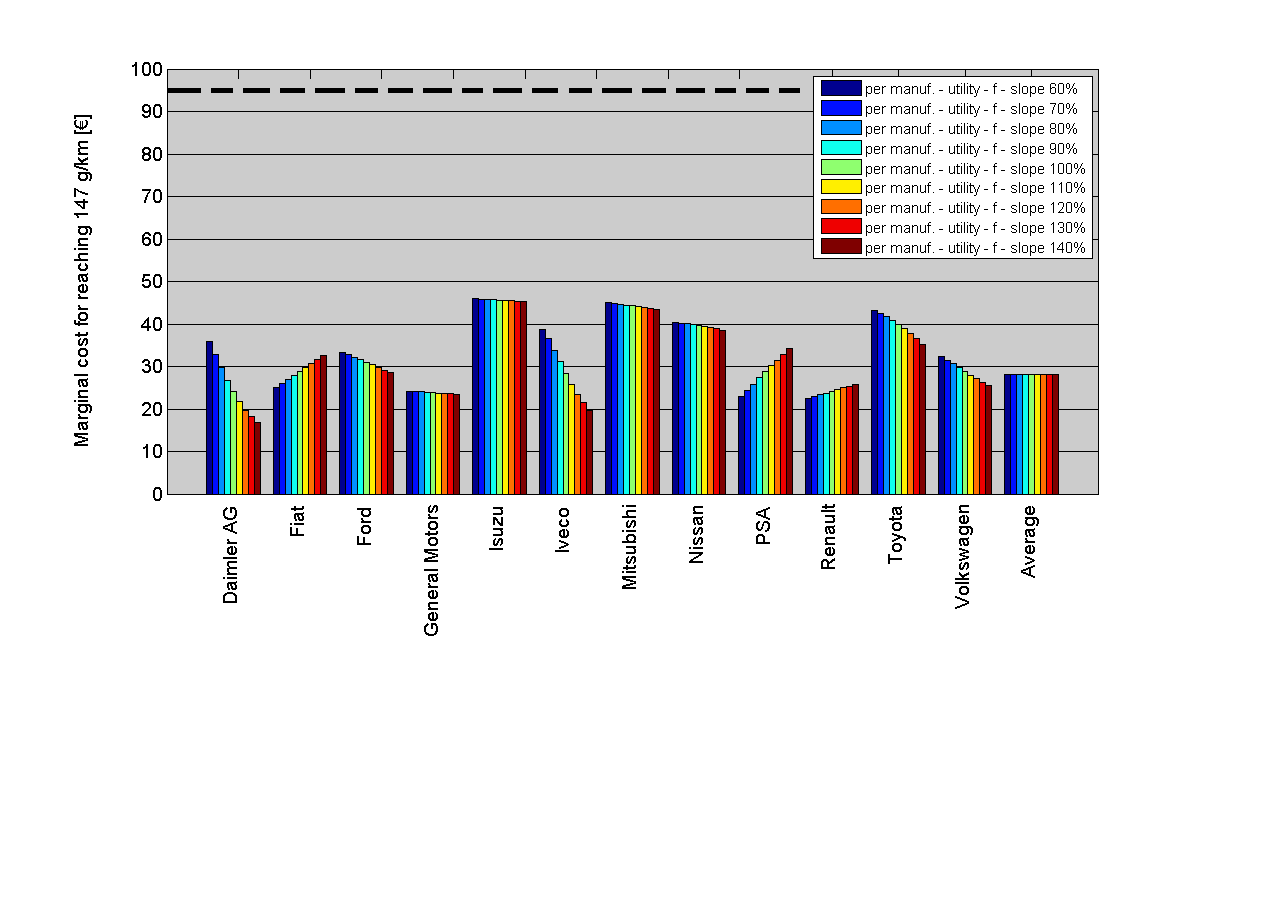 Marginal cost for reaching 147 g/km [€]
100
90
80
70
60
50
40
30
20
10
0
per manuf. - utility - f - slope 60%
per manuf. - utility - f - slope 70%
per manuf. - utility - f - slope 80%
per manuf. - utility - f - slope 90%
per manuf. - utility - f - slope 100%
per manuf. - utility - f - slope 110%
per manuf. - utility - f - slope 120%
per manuf. - utility - f - slope 130%
per manuf. - utility - f - slope 140%
Daimler AG
Fiat
Ford
General Motors
Isuzu
Iveco
Mitsubishi
Nissan
PSA
Renault
Toyota
Volkswagen
Average